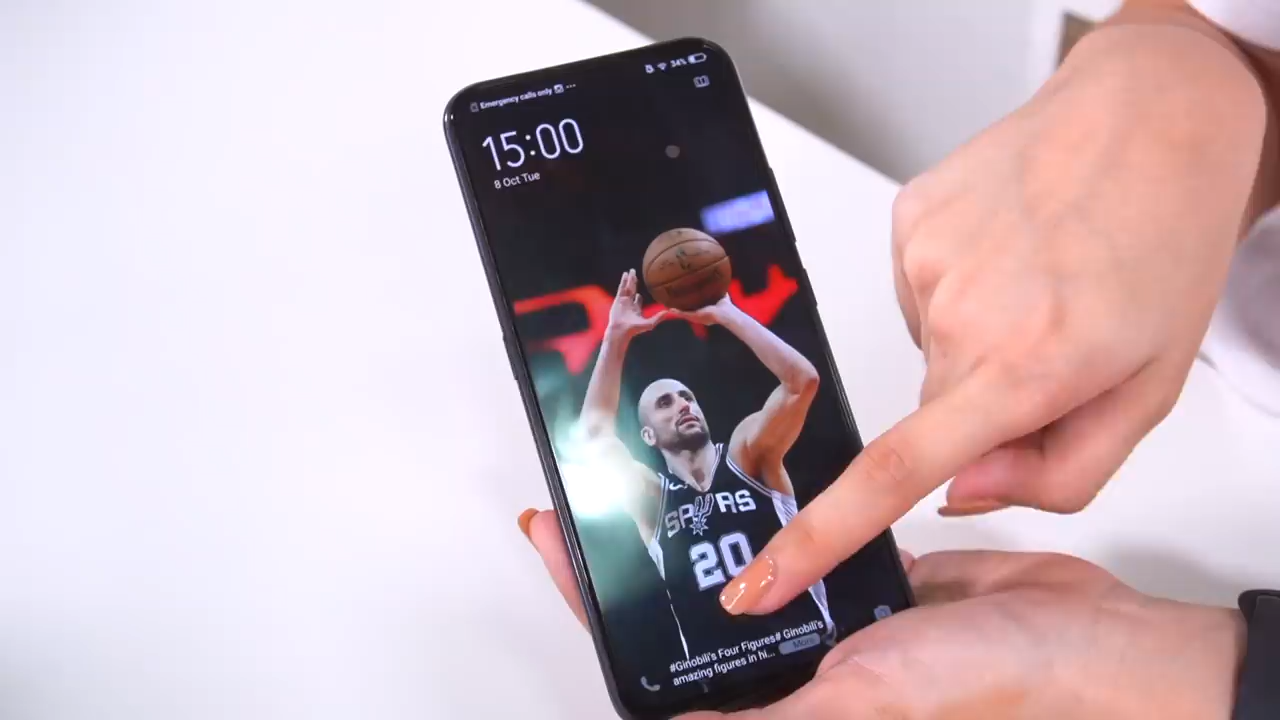 Emergency calls only ...
34%
15:00
8 Oct Tue
SPURS
20
#Ginobili's Four Figures# Ginobili's
amazing figures in hi... More